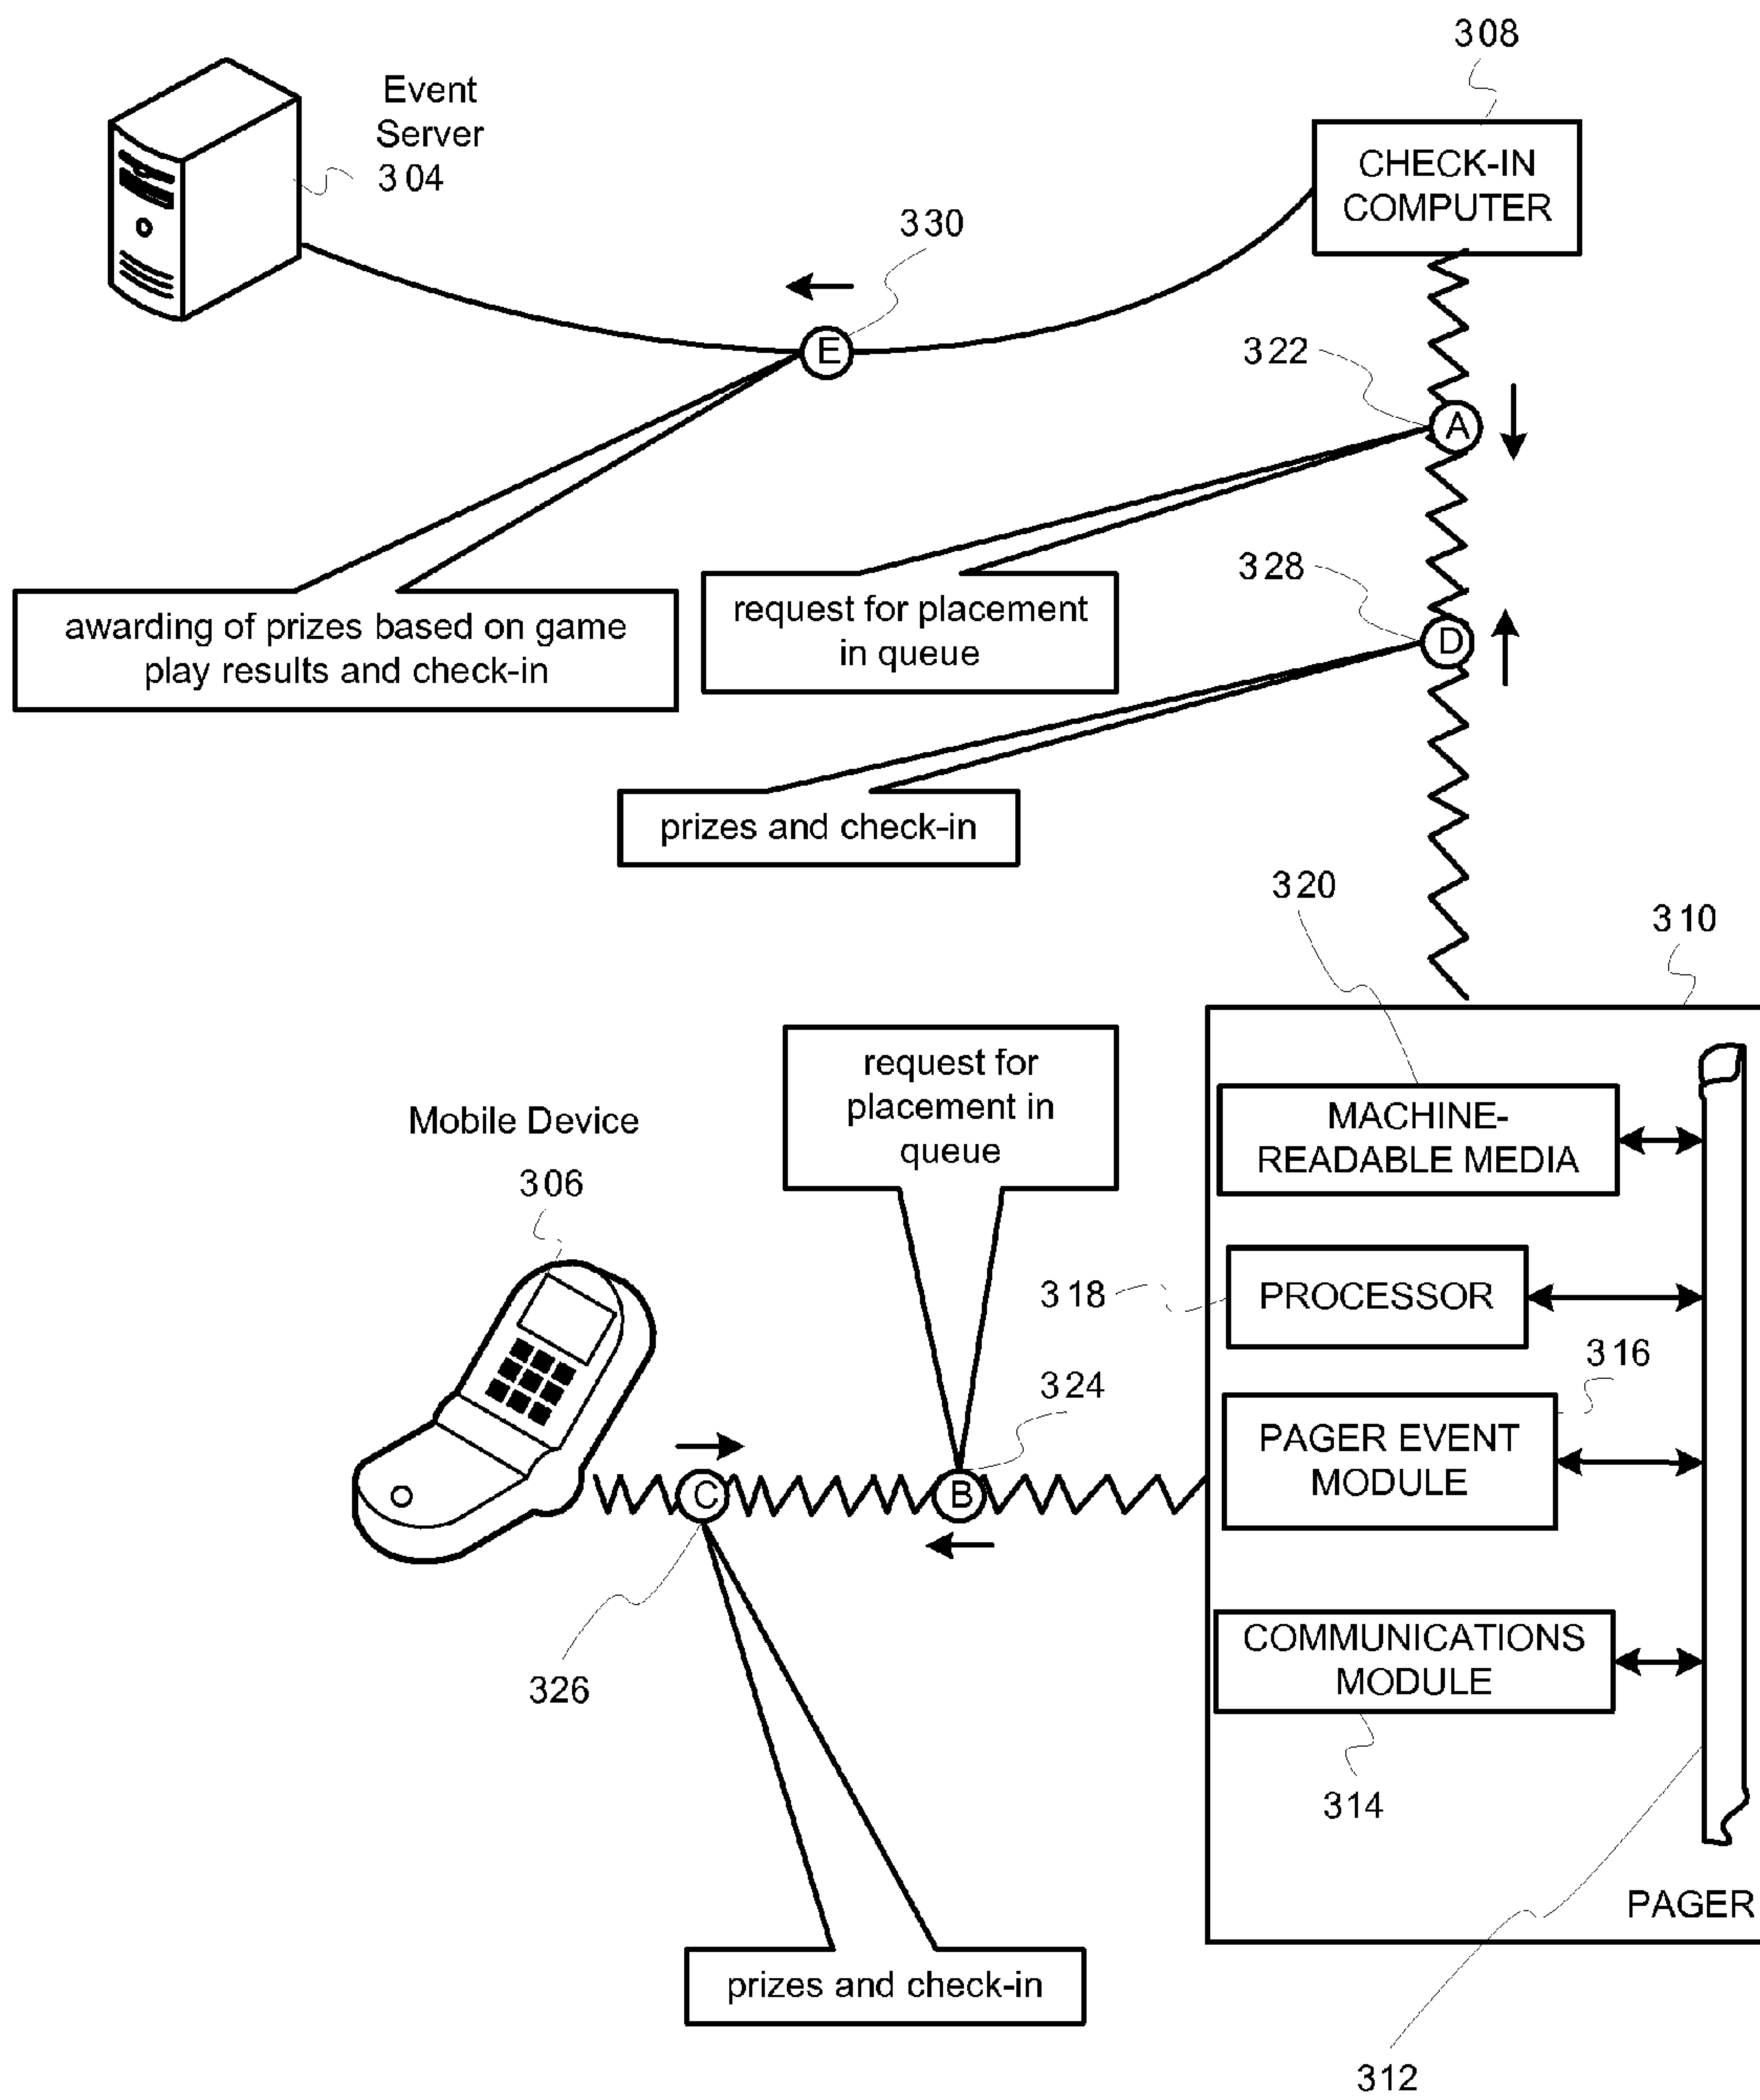 308
Event
Server
304
CHECK-IN
COMPUTER
330
E
322
A
328
D
awarding of prizes based on game
play results and check-in
request for placement
in queue
prizes and check-in
320
310
request for
placement in
queue
Mobile Device
306
MACHINE-
READABLE MEDIA
318
PROCESSOR
316
324
PAGER EVENT
MODULE
C
B
COMMUNICATIONS
MODULE
326
314
PAGER
prizes and check-in
312